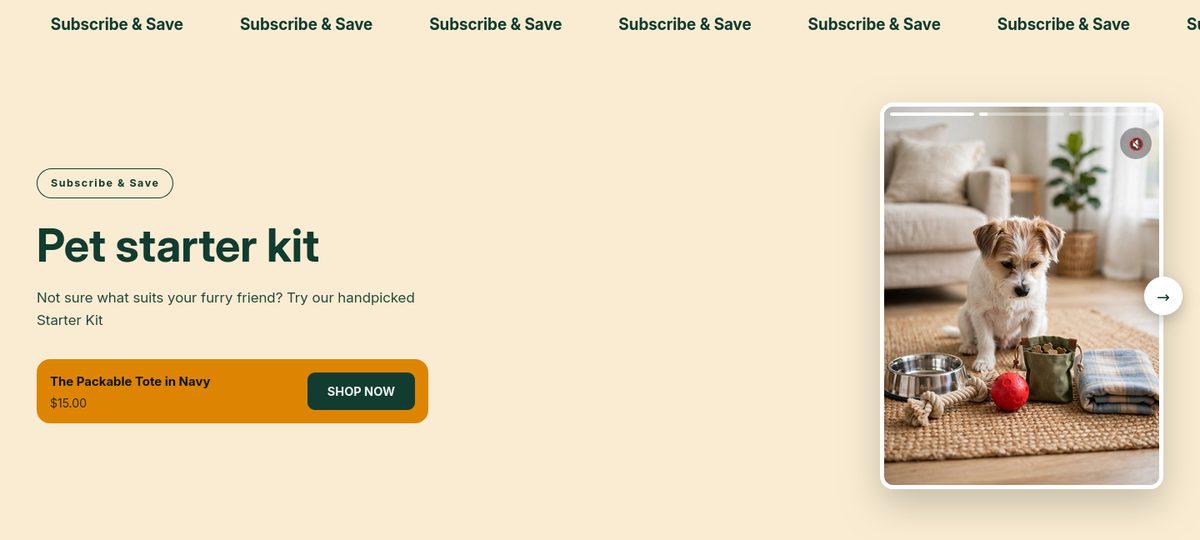 Subscribe & Save Subscribe & Save Subscribe & Save Subscribe & Save Subscribe & Save Subscribe & Save Su
Subscribe & Save
Pet starter kit
Not sure what suits your furry friend? Try our handpicked
Starter Kit
The Packable Tote in Navy
$15.00
SHOP NOW